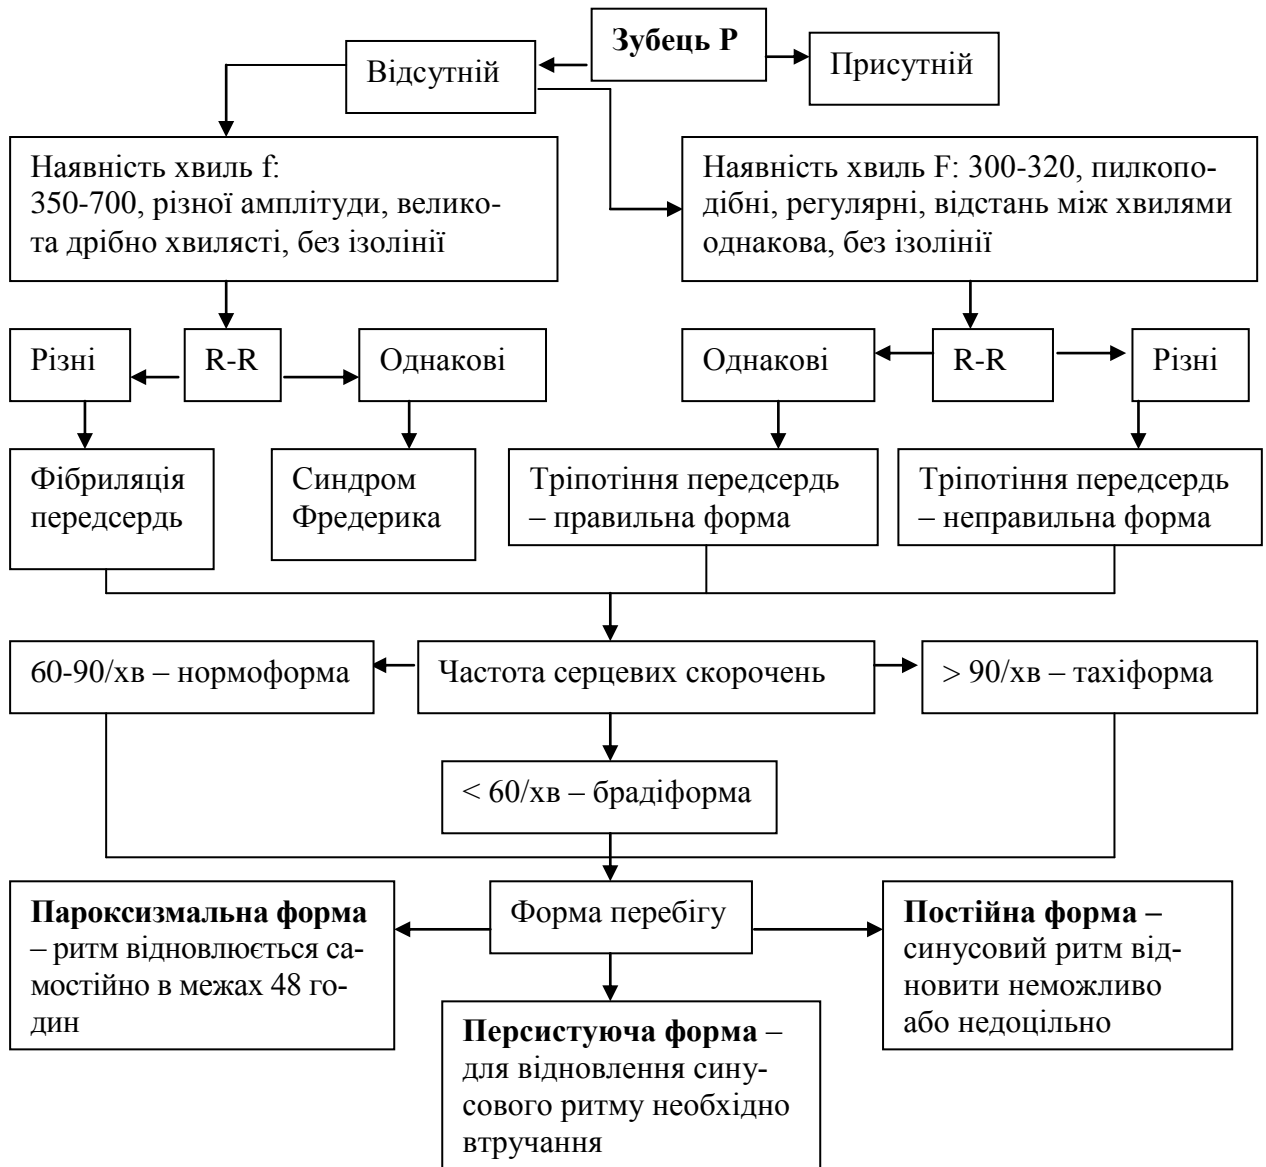 Зубець Р
Відсутній
Присутній
Наявність хвиль f:
350-700, різної амплітуди, велико-
та дрібно хвилясті, без ізолінії
Наявність хвиль F: 300-320, пилкопо-
дібні, регулярні, відстань між хвилями
однакова, без ізолінії
Різні
R-R
Однакові
Однакові
R-R
Різні
Фібриляція
передсердь
Синдром
Фредерика
Тріпотіння передсердь
– правильна форма
Тріпотіння передсердь
– неправильна форма
60-90/хв – нормоформа
Частота серцевих скорочень
> 90/хв – тахіформа
< 60/хв – брадіформа
Пароксизмальна форма
– ритм відновлюється са-
мостійно в межах 48 го-
дин
Форма перебігу
Постійна форма –
синусовий ритм від-
новити неможливо
або недоцільно
Персистуюча форма –
для відновлення сину-
сового ритму необхідно
втручання